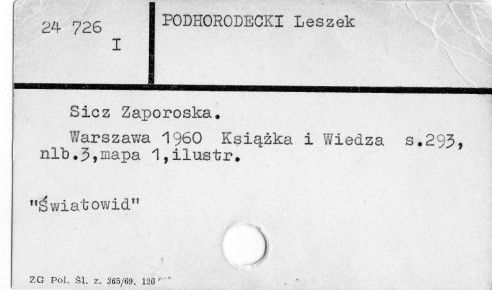 24 726
I
PODHORODECKI Leszek
Sicz Zaporoska.
Warszawa 1960 Książka i Wiedza s.293,
nlb.3,mapa 1,ilustr.
"Światowid"
ZG Pol. Śl. z. 365/69. 120